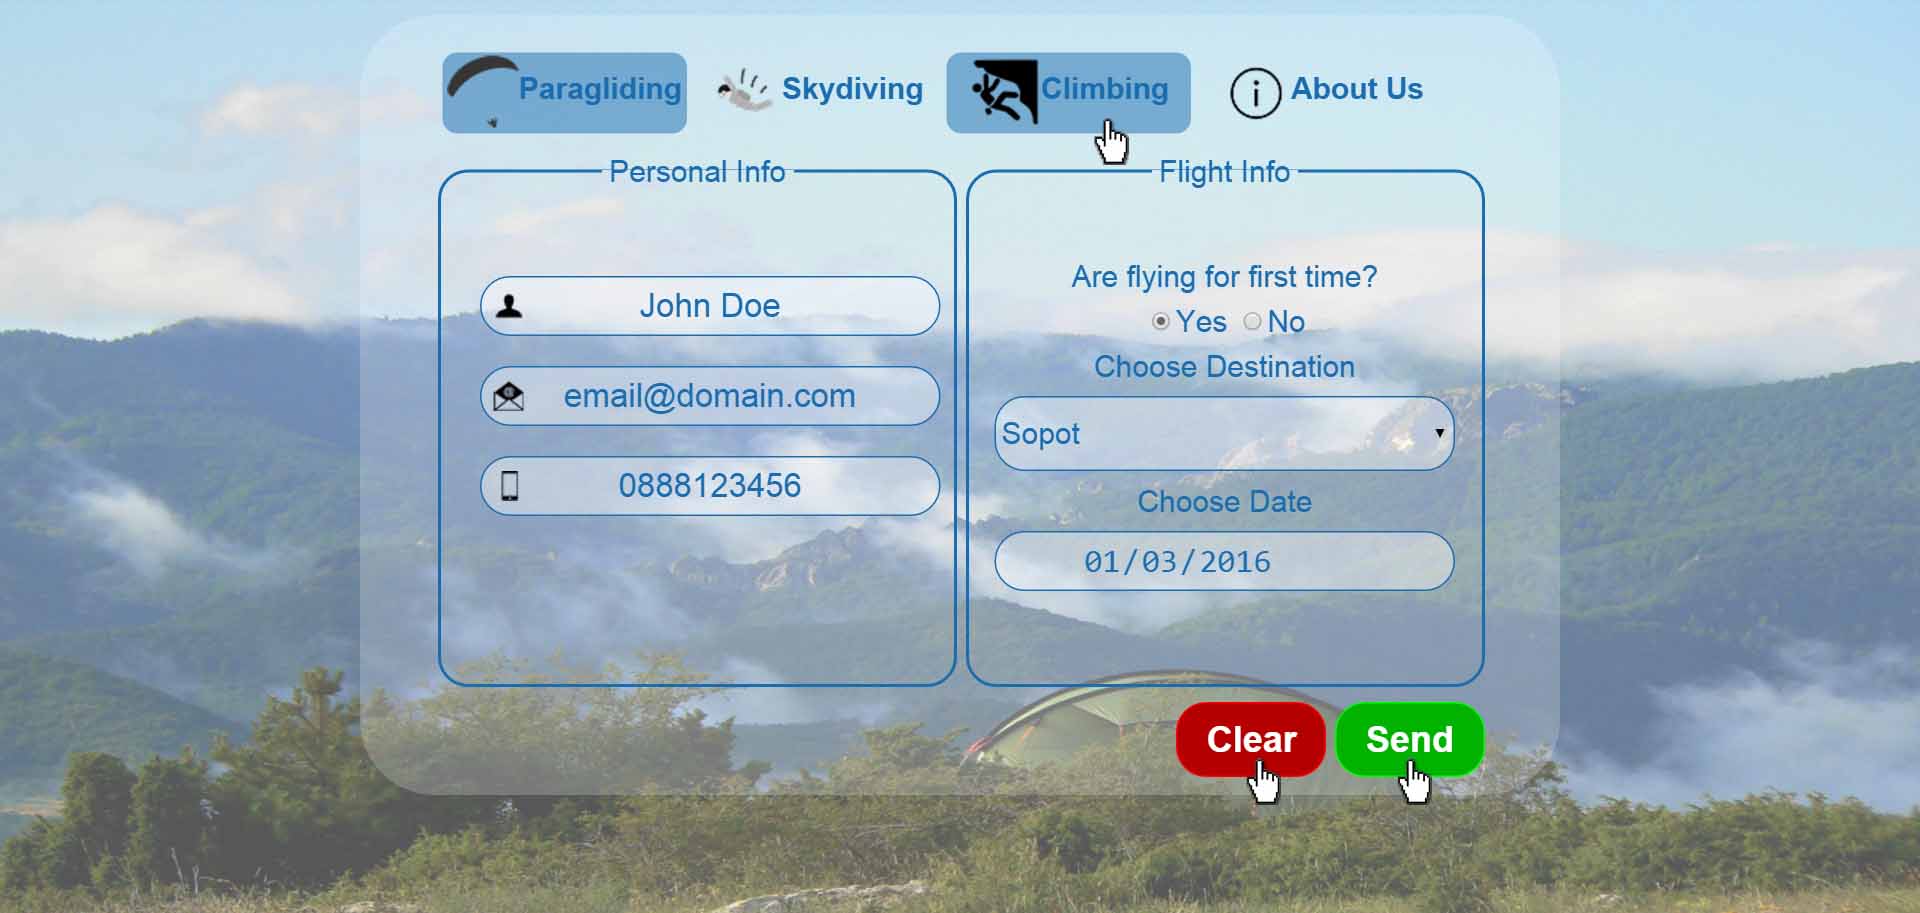 Paragliding Skydiving Climbing About Us
Personal Info
John Doe
email@domain.com
0888123456
Flight Info
Are flying for first time?
Yes No
Choose Destination
Sopot
Choose Date
01/03/2016
Clear Send